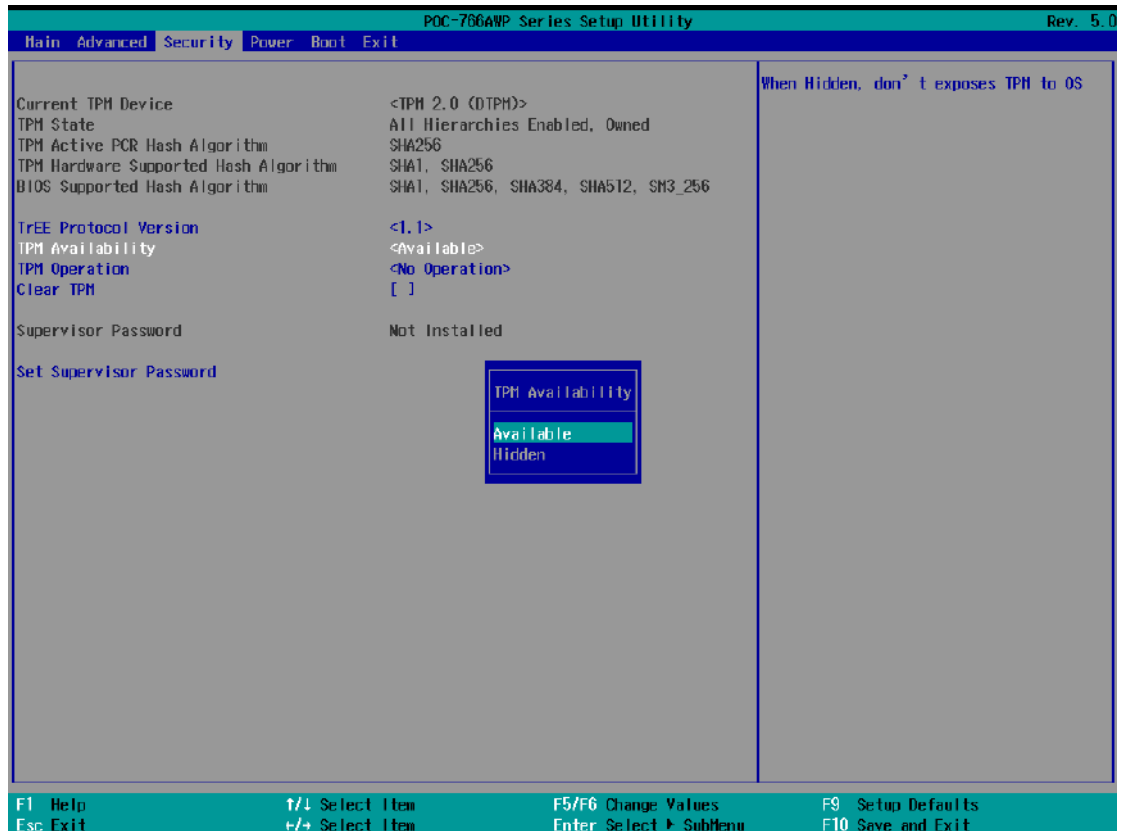 POC-766AWP Series Setup Utility Rev. 5.0
Main Advanced Security Power Boot Exit
When Hidden, don't exposes TPM to OS
Current TPM Device <TPM 2.0 (DTPM)>
TPM State All Hierarchies Enabled, Owned
TPM Active PCR Hash Algorithm SHA256
TPM Hardware Supported Hash Algorithm SHA1, SHA256
BIOS Supported Hash Algorithm SHA1, SHA256, SHA384, SHA512, SM3_256
TrEE Protocol Version <1.1>
TPM Availability <Available>
TPM Operation <No Operation>
Clear TPM [ ]
Supervisor Password Not Installed
Set Supervisor Password
TPM Availability
Available
Hidden
F1 Help ↑/↓ Select Item F5/F6 Change Values F9 Setup Defaults
Esc Exit ←/→ Select Item Enter Select ▶ SubMenu F10 Save and Exit